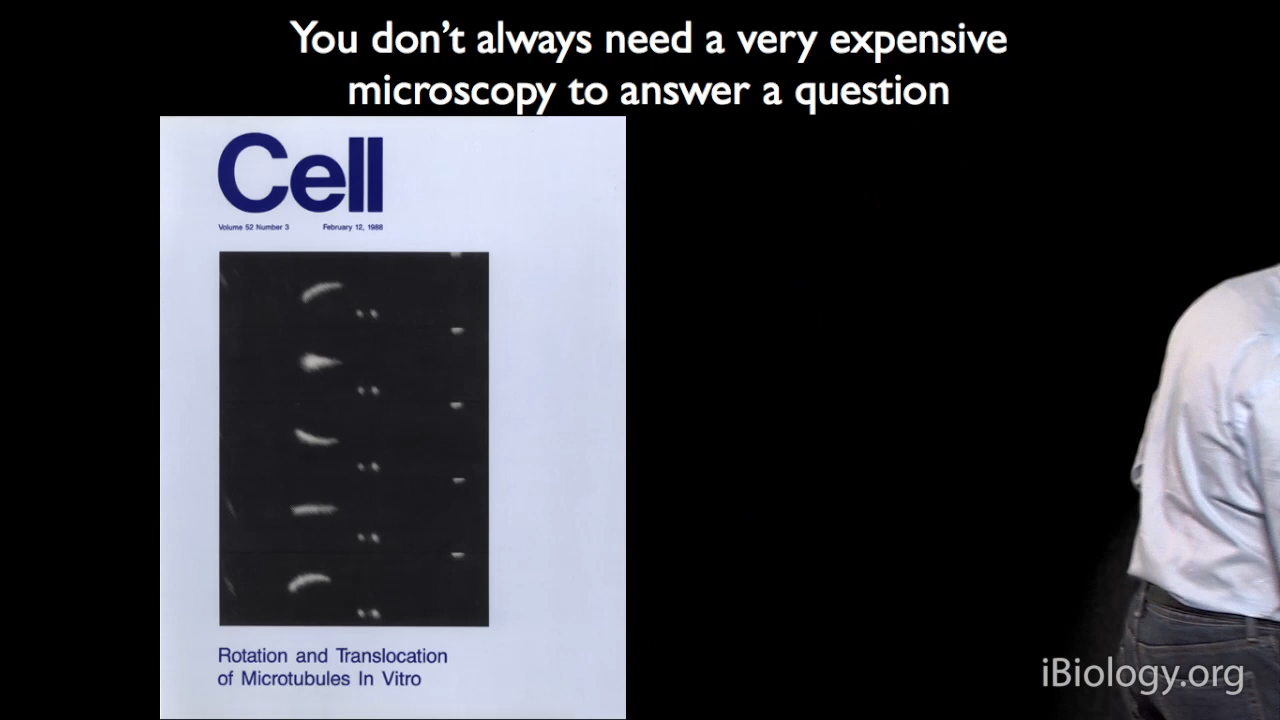 You don't always need a very expensive
microscopy to answer a question
Cell
Volume 52 Number 3 February 12, 1988
Rotation and Translocation
of Microtubules In Vitro
iBiology.org